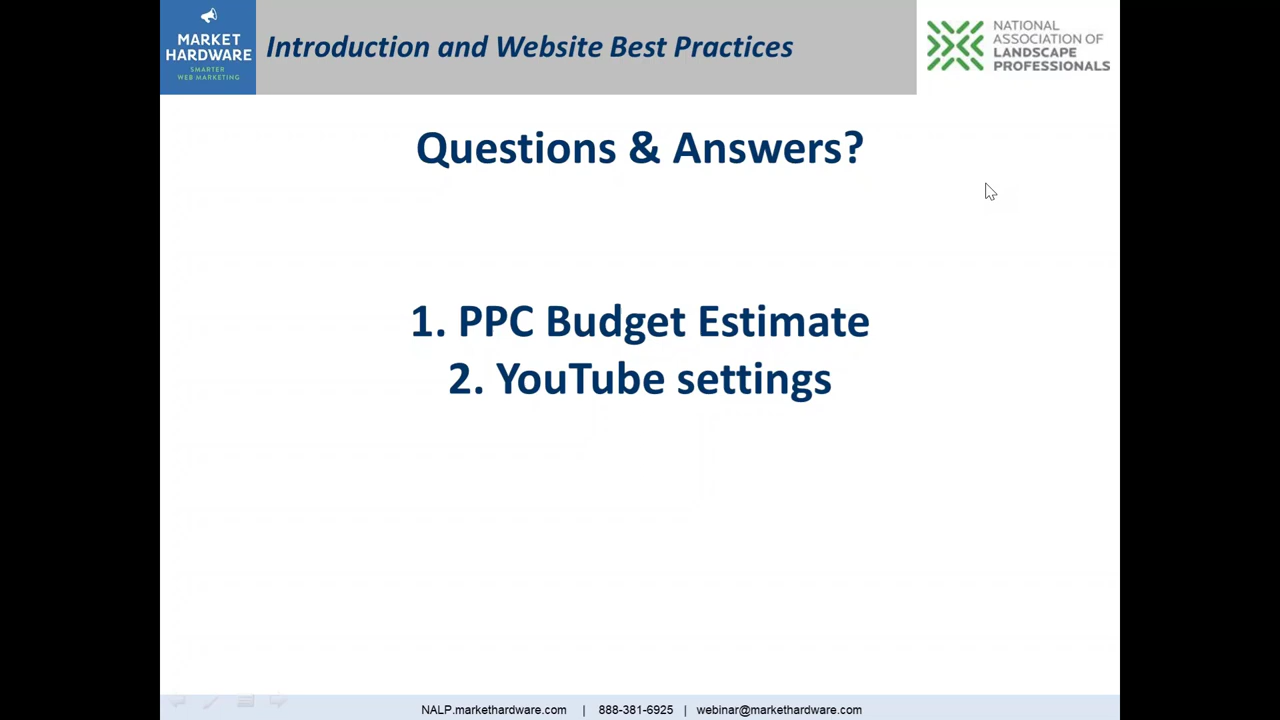 MARKET
HARDWARE
SMARTER
WEB MARKETING
Introduction and Website Best Practices
NATIONAL
ASSOCIATION OF
LANDSCAPE
PROFESSIONALS
Questions & Answers?
1. PPC Budget Estimate
2. YouTube settings
NALP.markethardware.com | 888-381-6925 | webinar@markethardware.com